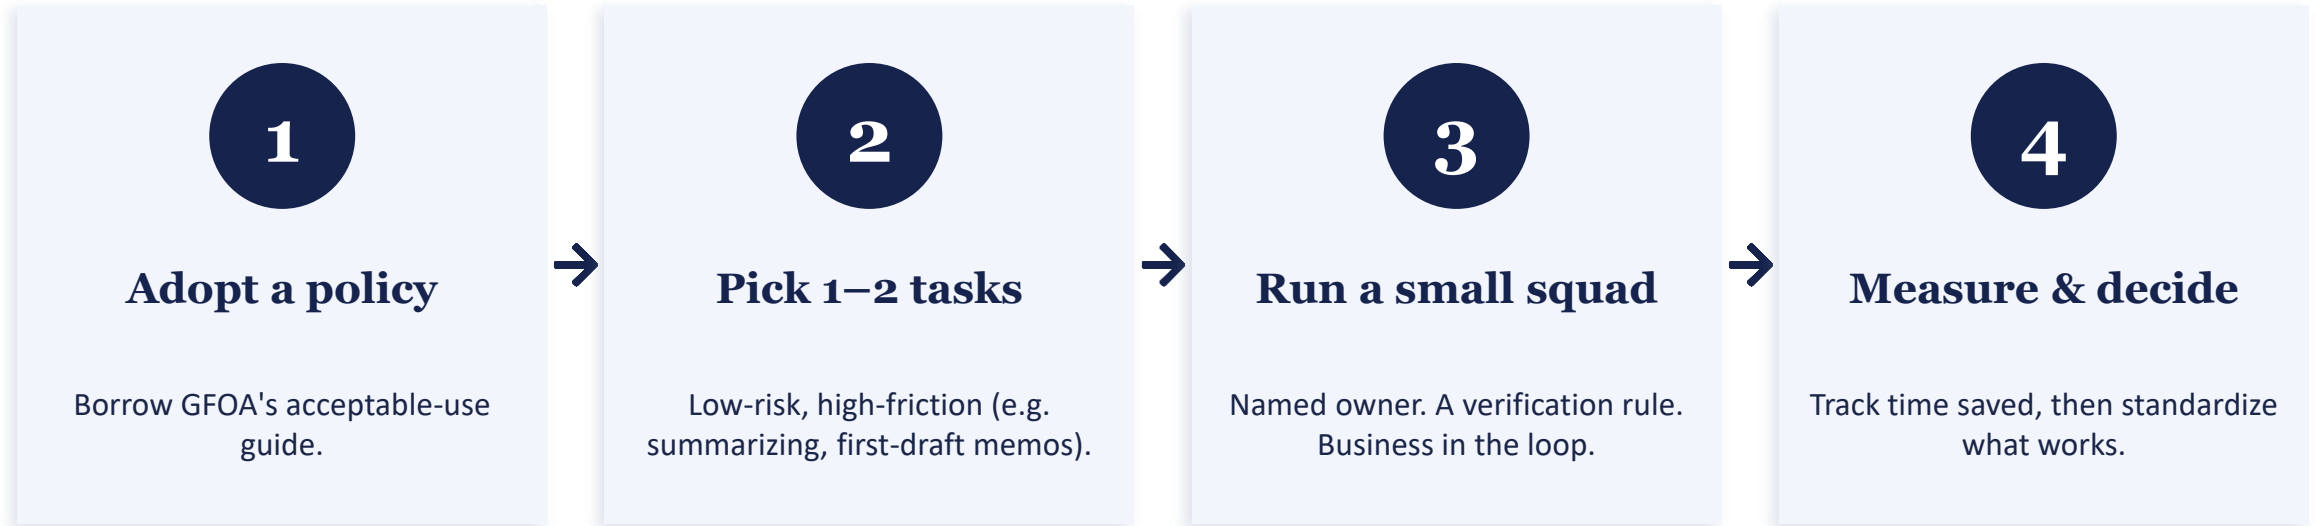 1
Adopt a policy
Borrow GFOA's acceptable-use
guide.
2
Pick 1–2 tasks
Low-risk, high-friction (e.g.
summarizing, first-draft memos).
3
Run a small squad
Named owner. A verification rule.
Business in the loop.
4
Measure & decide
Track time saved, then standardize
what works.